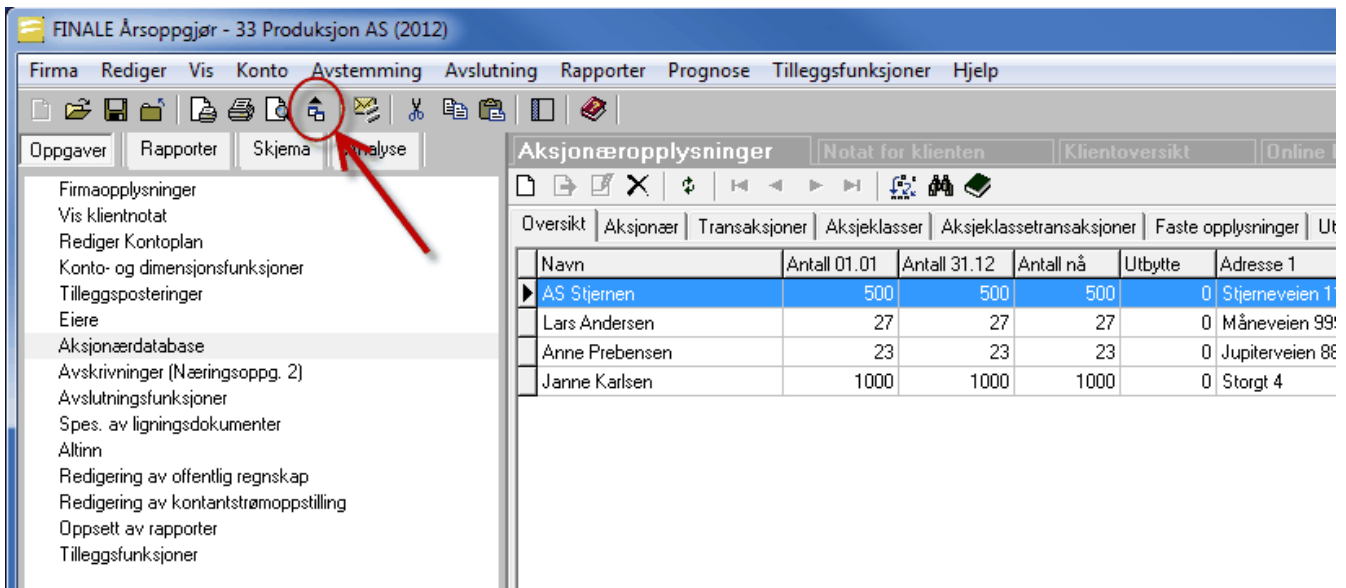 FINALE Årsoppgjør - 33 Produksjon AS (2012)
Firma Rediger Vis Konto Avstemming Avslutning Rapporter Prognose Tilleggsfunksjoner Hjelp
Oppgaver Rapporter Skjema Analyse
Firmaopplysninger
Vis klientnotat
Rediger Kontoplan
Konto- og dimensjonsfunksjoner
Tilleggsposteringer
Eiere
Aksjonærdatabase
Avskrivninger (Næringsoppg. 2)
Avslutningsfunksjoner
Spes. av ligningsdokumenter
Altinn
Redigering av offentlig regnskap
Redigering av kontantstrømoppstilling
Oppsett av rapporter
Tilleggsfunksjoner
Aksjonæropplysninger Notat for klienten Klientoversikt Online
Oversikt Aksjonær Transaksjoner Aksjeklasser Aksjeklassetransaksjoner Faste opplysninger Ut
Navn Antall 01.01 Antall 31.12 Antall nå Utbytte Adresse 1
AS Stjernen 500 500 500 0 Stjerneveien 1
Lars Andersen 27 27 27 0 Måneveien 99
Anne Prebensen 23 23 23 0 Jupiterveien 88
Janne Karlsen 1000 1000 1000 0 Storgt 4